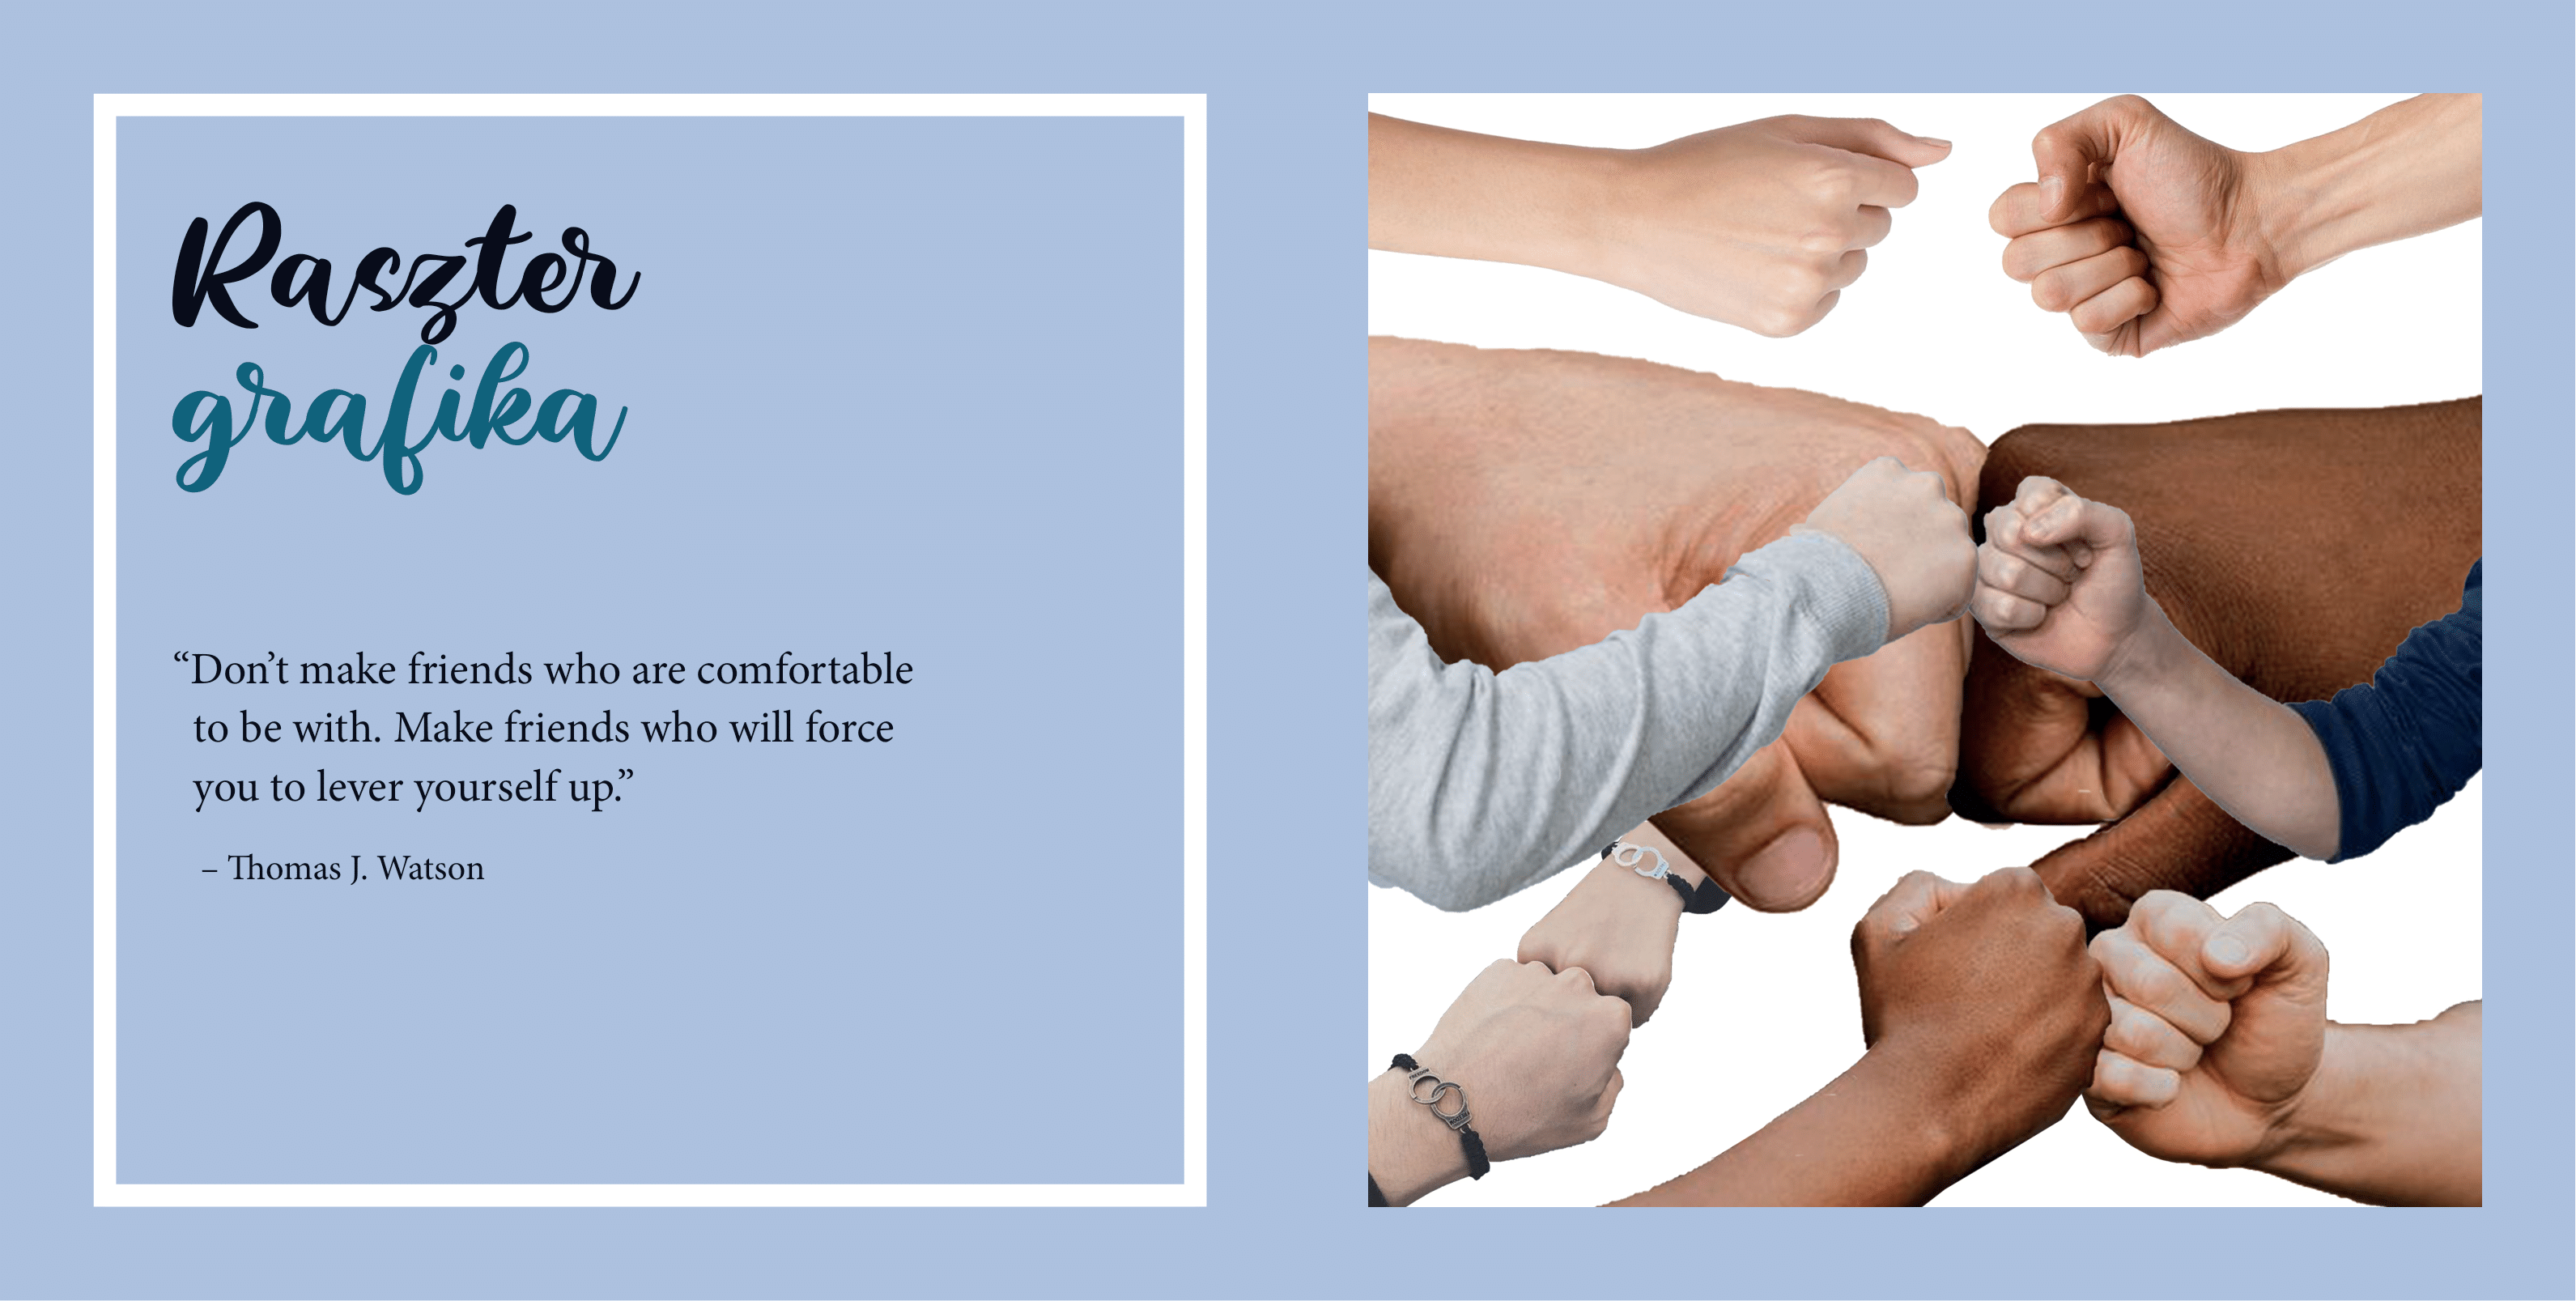 Raszter
grafika
“Don’t make friends who are comfortable
to be with. Make friends who will force
you to lever yourself up.”
– Thomas J. Watson
FREEDOM